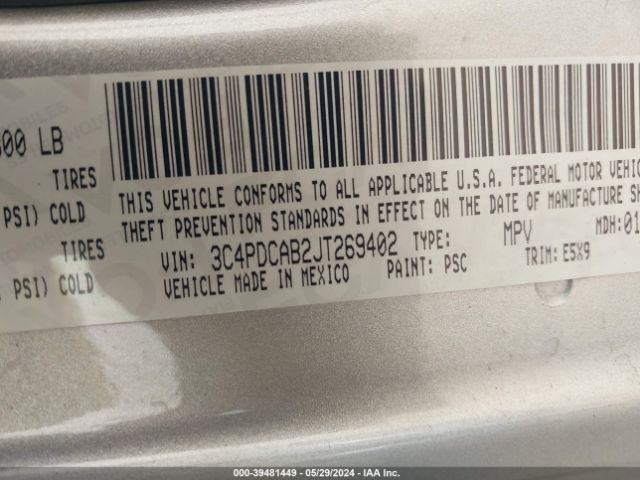 600 LB
TIRES
PSI) COLD
TIRES
PSI) COLD
THIS VEHICLE CONFORMS TO ALL APPLICABLE U.S.A. FEDERAL MOTOR VEHIC
THEFT PREVENTION STANDARDS IN EFFECT ON THE DATE OF MANUFACTURE SH
VIN: 3C4PDCAB2JT269402 TYPE: MPV MDH:01
VEHICLE MADE IN MEXICO PAINT: PSC TRIM: E5X9
000-39481449 - 05/29/2024 - IAA Inc.